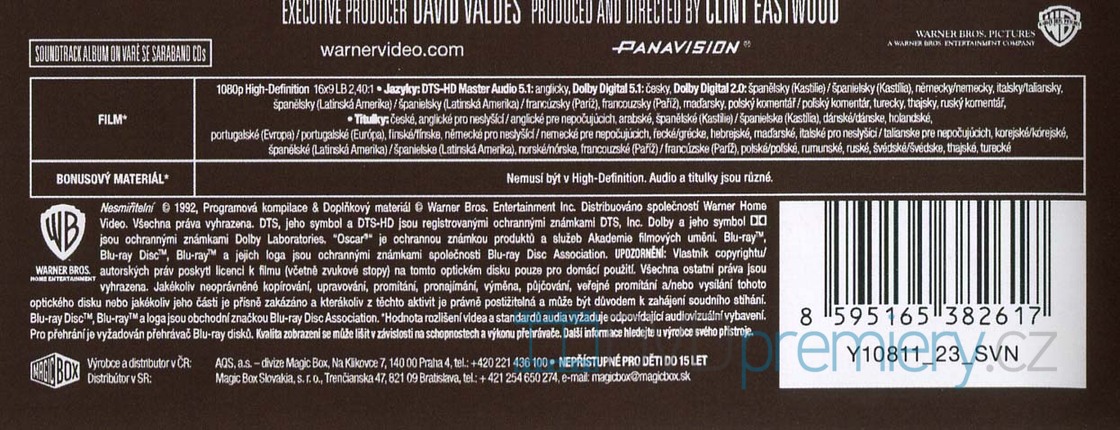 EXECUTIVE PRODUCER DAVID VALDES PRODUCED AND DIRECTED BY CLINT EASTWOOD
SOUNDTRACK ALBUM ON VARÈSE SARABAND CDs
warnervideo.com
PANAVISION®
WARNER BROS. PICTURES
A WARNER BROS. ENTERTAINMENT COMPANY
FILM*
1080p High-Definition 16x9 LB 2,40:1 • Jazyky: DTS-HD Master Audio 5.1: anglicky, Dolby Digital 5.1: česky, Dolby Digital 2.0: španělsky (Kastilie) / španielsky (Kastília), německy/nemecky, italsky/taliansky,
španělsky (Latinská Amerika) / španielsky (Latinská Amerika) / francúzsky (Paríž), francouzsky (Paříž), maďarsky, polský komentář / poľský komentár, turecky, thajsky, ruský komentář,
• Titulky: české, anglické pro neslyšící / anglické pre nepočujúcich, arabské, španělské (Kastilie) / španielske (Kastília), dánské/dánske, holandské,
portugalské (Evropa) / portugalské (Európa), finské/fínske, německé pro neslyšící / nemecké pre nepočujúcich, řecké/grécke, hebrejské, maďarské, italské pro neslyšící / talianske pre nepočujúcich, korejské/kórejské,
španělské (Latinská Amerika) / španielske (Latinská Amerika), norské/nórske, francouzské (Paříž) / francúzske (Paríž), polské/poľské, rumunské, ruské, švédské/švédske, thajské, turecké
BONUSOVÝ MATERIÁL*
Nemusí být v High-Definition. Audio a titulky jsou různé.
WB
WARNER BROS.
HOME ENTERTAINMENT
Nesmiřitelní © 1992, Programová kompilace & Doplňkový materiál © Warner Bros. Entertainment Inc. Distribuováno společností Warner Home
Video. Všechna práva vyhrazena. DTS, jeho symbol a DTS-HD jsou registrovanými ochrannými známkami DTS, Inc. Dolby a jeho symbol
jsou ochrannými známkami Dolby Laboratories. "Oscar®" je ochrannou známkou produktů a služeb Akademie filmových umění. Blu-ray™,
Blu-ray Disc™, Blu-ray™ a jejich loga jsou ochrannými známkami společnosti Blu-ray Disc Association. UPOZORNĚNÍ: Vlastník copyrightu/
autorských práv poskytl licenci k filmu (včetně zvukové stopy) na tomto optickém disku pouze pro domácí použití. Všechna ostatní práva jsou
vyhrazena. Jakékoliv neoprávněné kopírování, upravování, promítání, pronajímání, výměna, půjčování, veřejné promítání a/nebo vysílání tohoto
optického disku nebo jakékoliv jeho části je přísně zakázáno a kterákoliv z těchto aktivit je právně postižitelná a může být důvodem k zahájení soudního stíhání.
Blu-ray Disc™, Blu-ray™ a loga jsou obchodní značkou Blu-ray Disc Association. *Hodnota rozlišení videa a standardů audia vyžaduje odpovídající audiovizuální vybavení.
Pro přehrání je vyžadován přehrávač Blu-ray disků. Kvalita zobrazení se může lišit v závislosti na schopnostech a výkonu přehrávače. Další informace hledejte u výrobce svého přístroje.
MAGIC BOX
Výrobce a distributor v ČR: AQS, a.s. – divize Magic Box, Na Klikovce 7, 140 00 Praha 4, tel.: +420 221 436 100 • NEPŘÍSTUPNÉ PRO DĚTI DO 15 LET
Distribútor v SR: Magic Box Slovakia, s. r. o., Trenčianska 47, 821 09 Bratislava, tel.: + 421 254 650 274, e-mail: magicbox@magicbox.sk
8 595165 382617
Y10811_23_SVN
premiery.cz